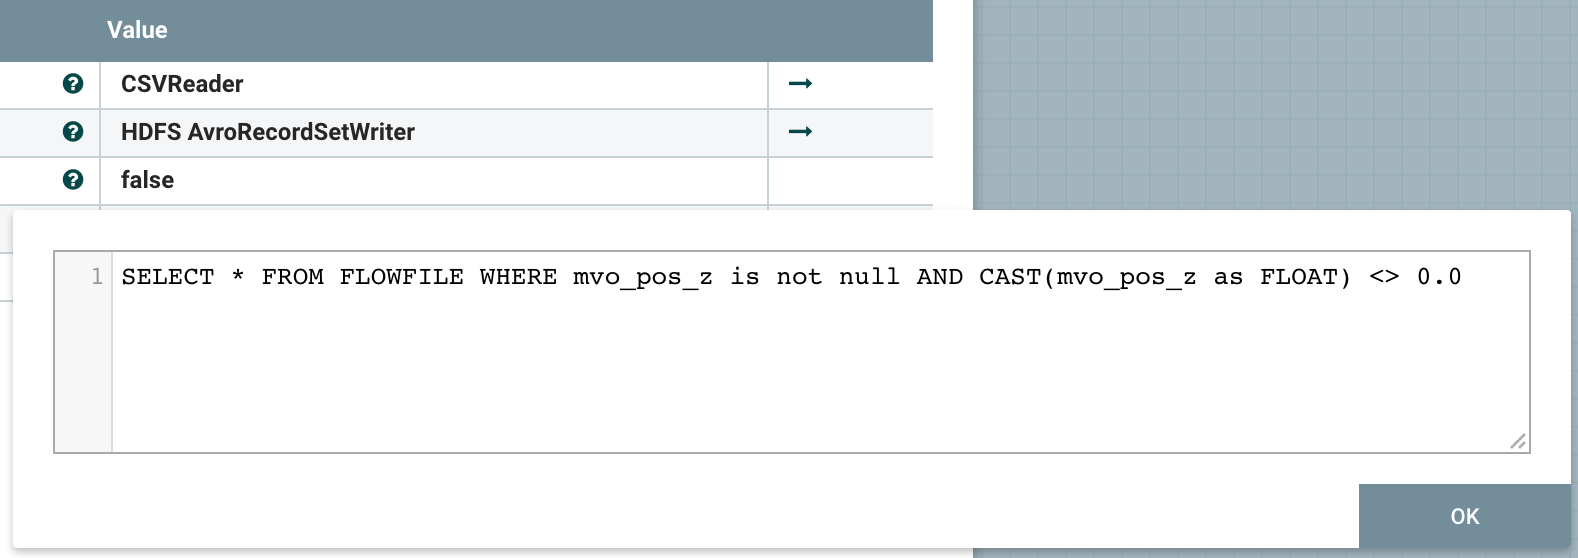 Value
? CSVReader
? HDFS AvroRecordSetWriter
? false
1 SELECT * FROM FLOWFILE WHERE mvo_pos_z is not null AND CAST(mvo_pos_z as FLOAT) <> 0.0
OK